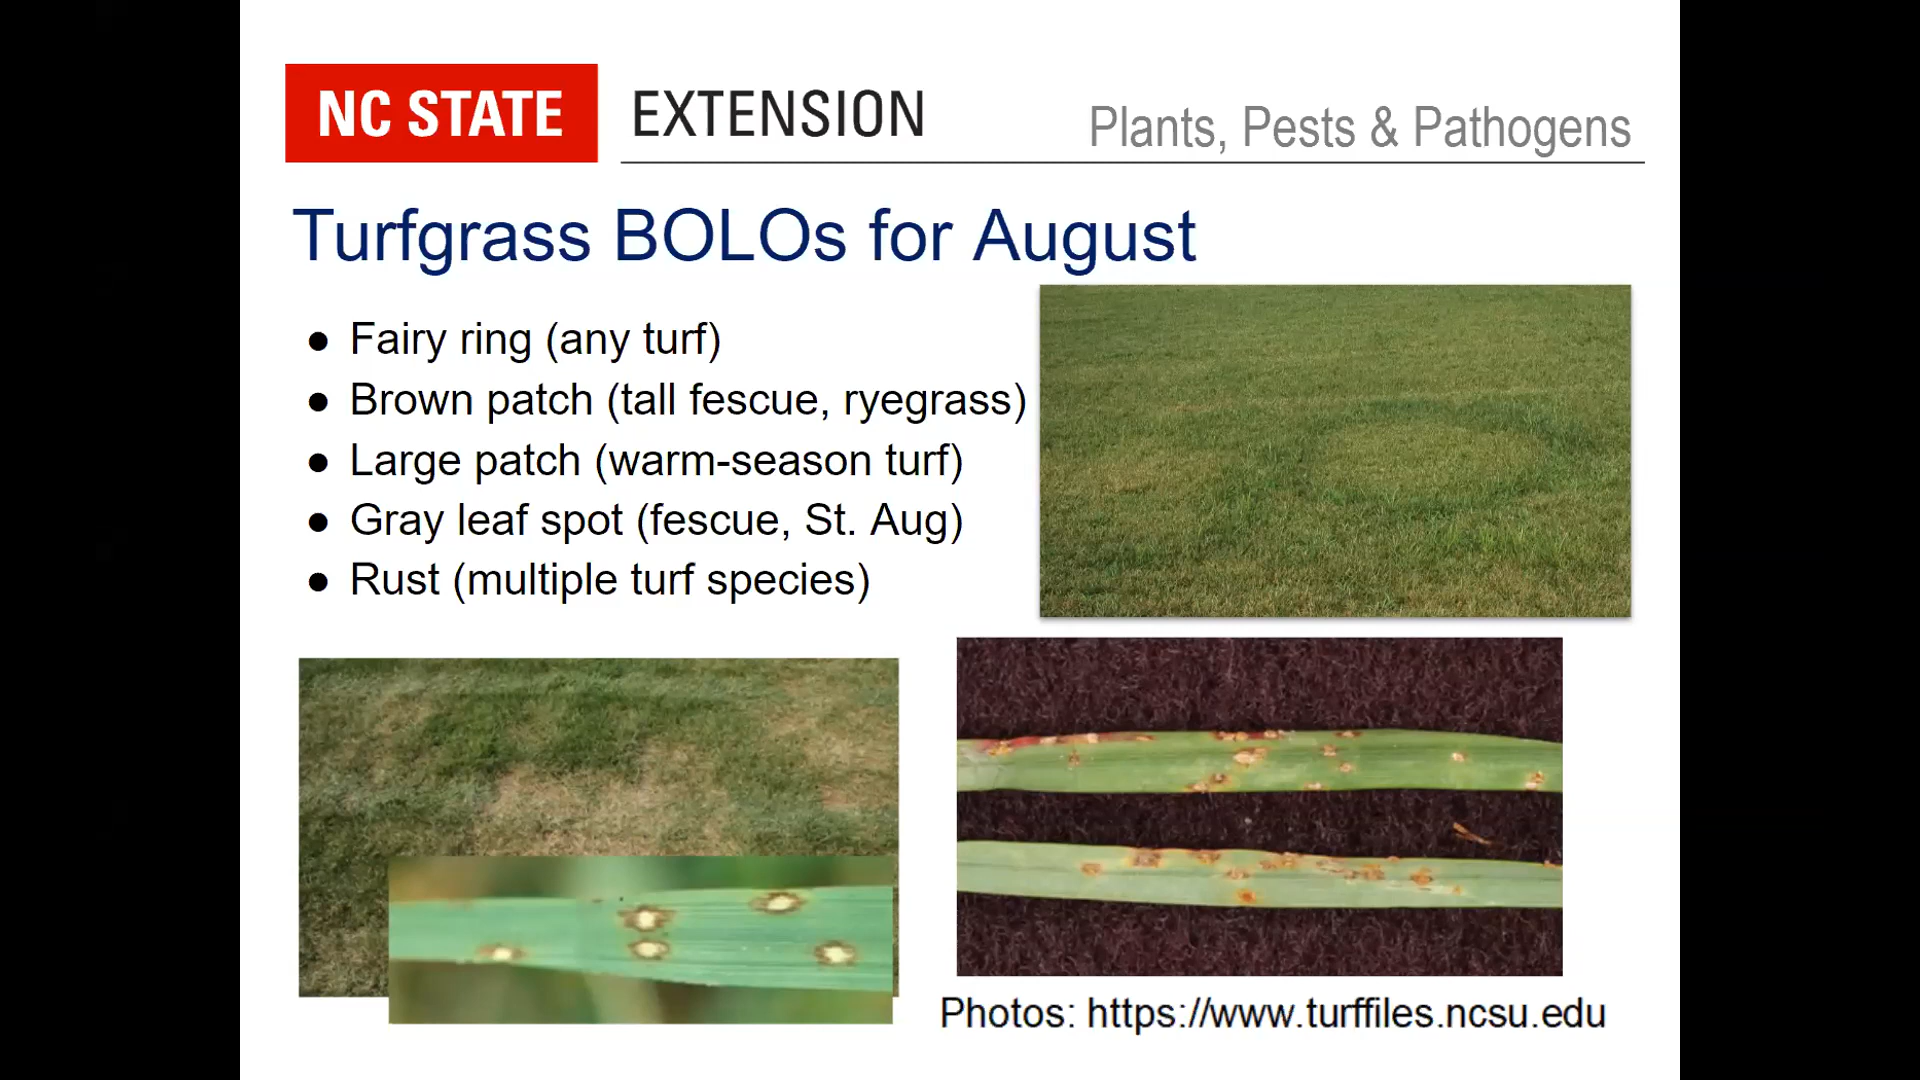 NC STATE EXTENSION
Plants, Pests & Pathogens
Turfgrass BOLOs for August
● Fairy ring (any turf)
● Brown patch (tall fescue, ryegrass)
● Large patch (warm-season turf)
● Gray leaf spot (fescue, St. Aug)
● Rust (multiple turf species)
Photos: https://www.turffiles.ncsu.edu